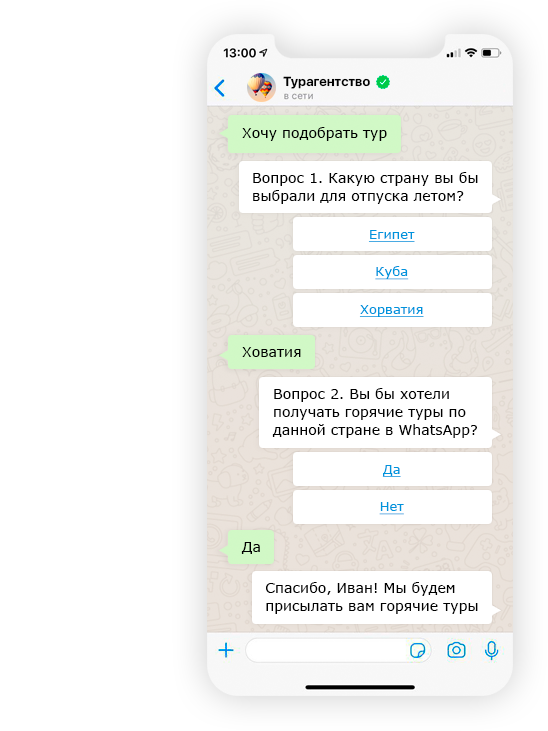 13:00
Турагентство
в сети
Хочу подобрать тур
Вопрос 1. Какую страну вы бы
выбрали для отпуска летом?
Египет
Куба
Хорватия
Ховатия
Вопрос 2. Вы бы хотели
получать горячие туры по
данной стране в WhatsApp?
Да
Нет
Да
Спасибо, Иван! Мы будем
присылать вам горячие туры